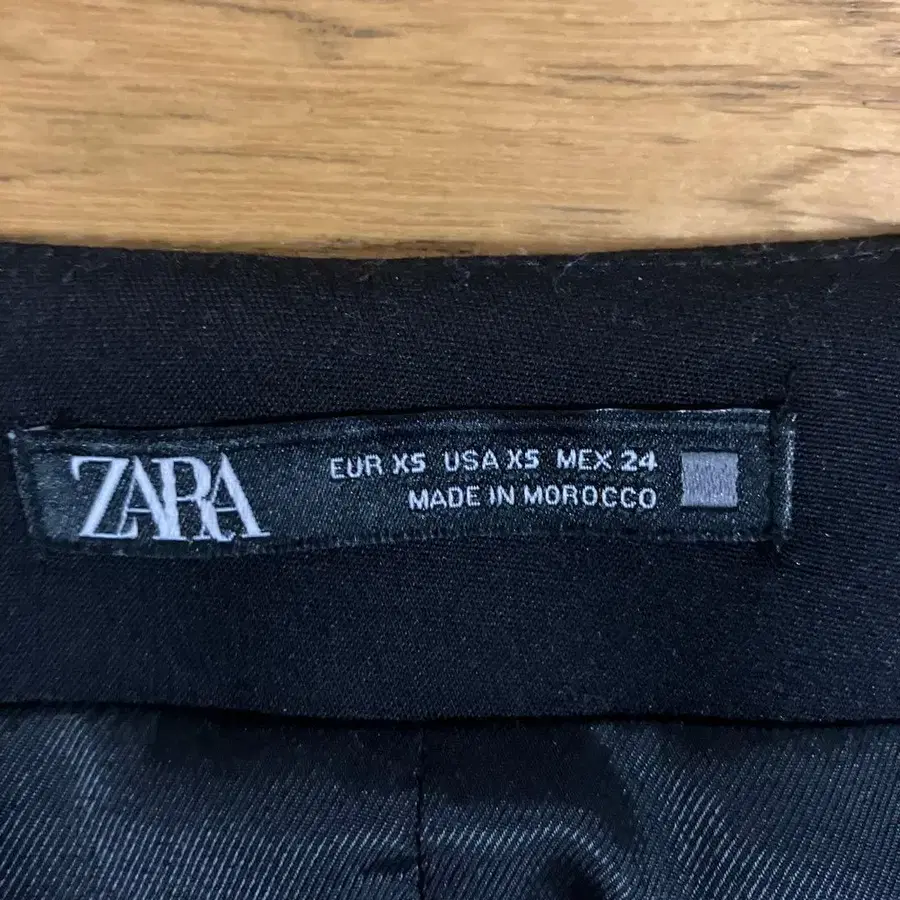 ZARA
EUR XS USA XS MEX 24
MADE IN MOROCCO